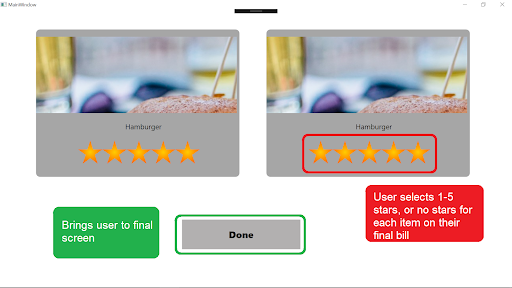 MainWindow
Hamburger
Hamburger
User selects 1-5
stars, or no stars for
each item on their
final bill
Brings user to final
screen
Done